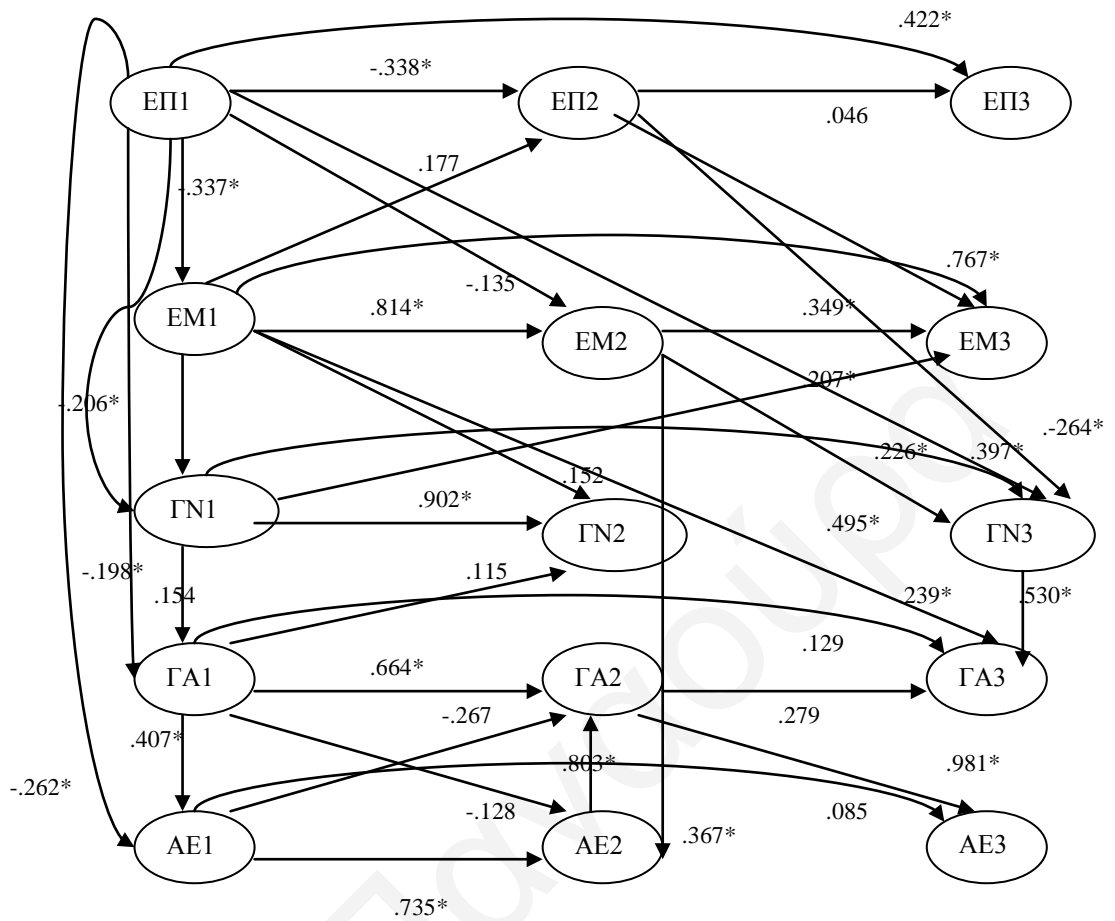 .422*
-.338*
ΕΠ1
ΕΠ2
ΕΠ3
.046
.177
-.337*
.767*
-.135
ΕΜ1
.814*
.349*
ΕΜ2
ΕΜ3
.207*
-.206*
.-264*
.226*
.397*
.152
ΓΝ1
.902*
.495*
ΓΝ2
ΓΝ3
-.198*
.115
.154
.239*
.530*
.129
ΓΑ1
.664*
ΓΑ2
ΓΑ3
-.267
.279
.407*
.803*
.981*
-.262*
-.128
.085
.367*
ΑΕ1
ΑΕ2
ΑΕ3
.735*
Παναούρα